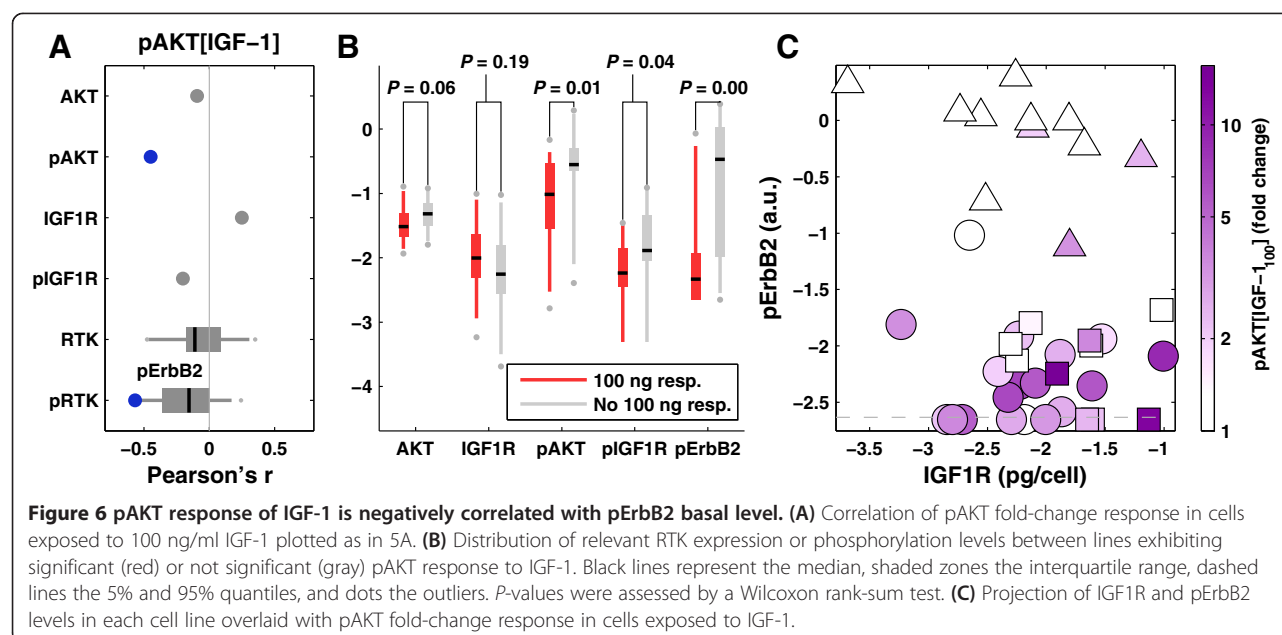 A
pAKT[IGF−1]
AKT
pAKT
IGF1R
pIGF1R
RTK
pErbB2
pRTK
−0.5
0
0.5
Pearson's r
B
P = 0.19
P = 0.04
P = 0.06
P = 0.01
P = 0.00
0
−1
−2
−3
−4
100 ng resp.
No 100 ng resp.
AKT
IGF1R
pAKT
pIGF1R
pErbB2
C
pErbB2 (a.u.)
0
−0.5
−1
−1.5
−2
−2.5
−3.5
−3
−2.5
−2
−1.5
−1
IGF1R (pg/cell)
10
5
2
1
pAKT[IGF−1100] (fold change)
Figure 6 pAKT response of IGF-1 is negatively correlated with pErbB2 basal level. (A) Correlation of pAKT fold-change response in cells
exposed to 100 ng/ml IGF-1 plotted as in 5A. (B) Distribution of relevant RTK expression or phosphorylation levels between lines exhibiting
significant (red) or not significant (gray) pAKT response to IGF-1. Black lines represent the median, shaded zones the interquartile range, dashed
lines the 5% and 95% quantiles, and dots the outliers. P-values were assessed by a Wilcoxon rank-sum test. (C) Projection of IGF1R and pErbB2
levels in each cell line overlaid with pAKT fold-change response in cells exposed to IGF-1.